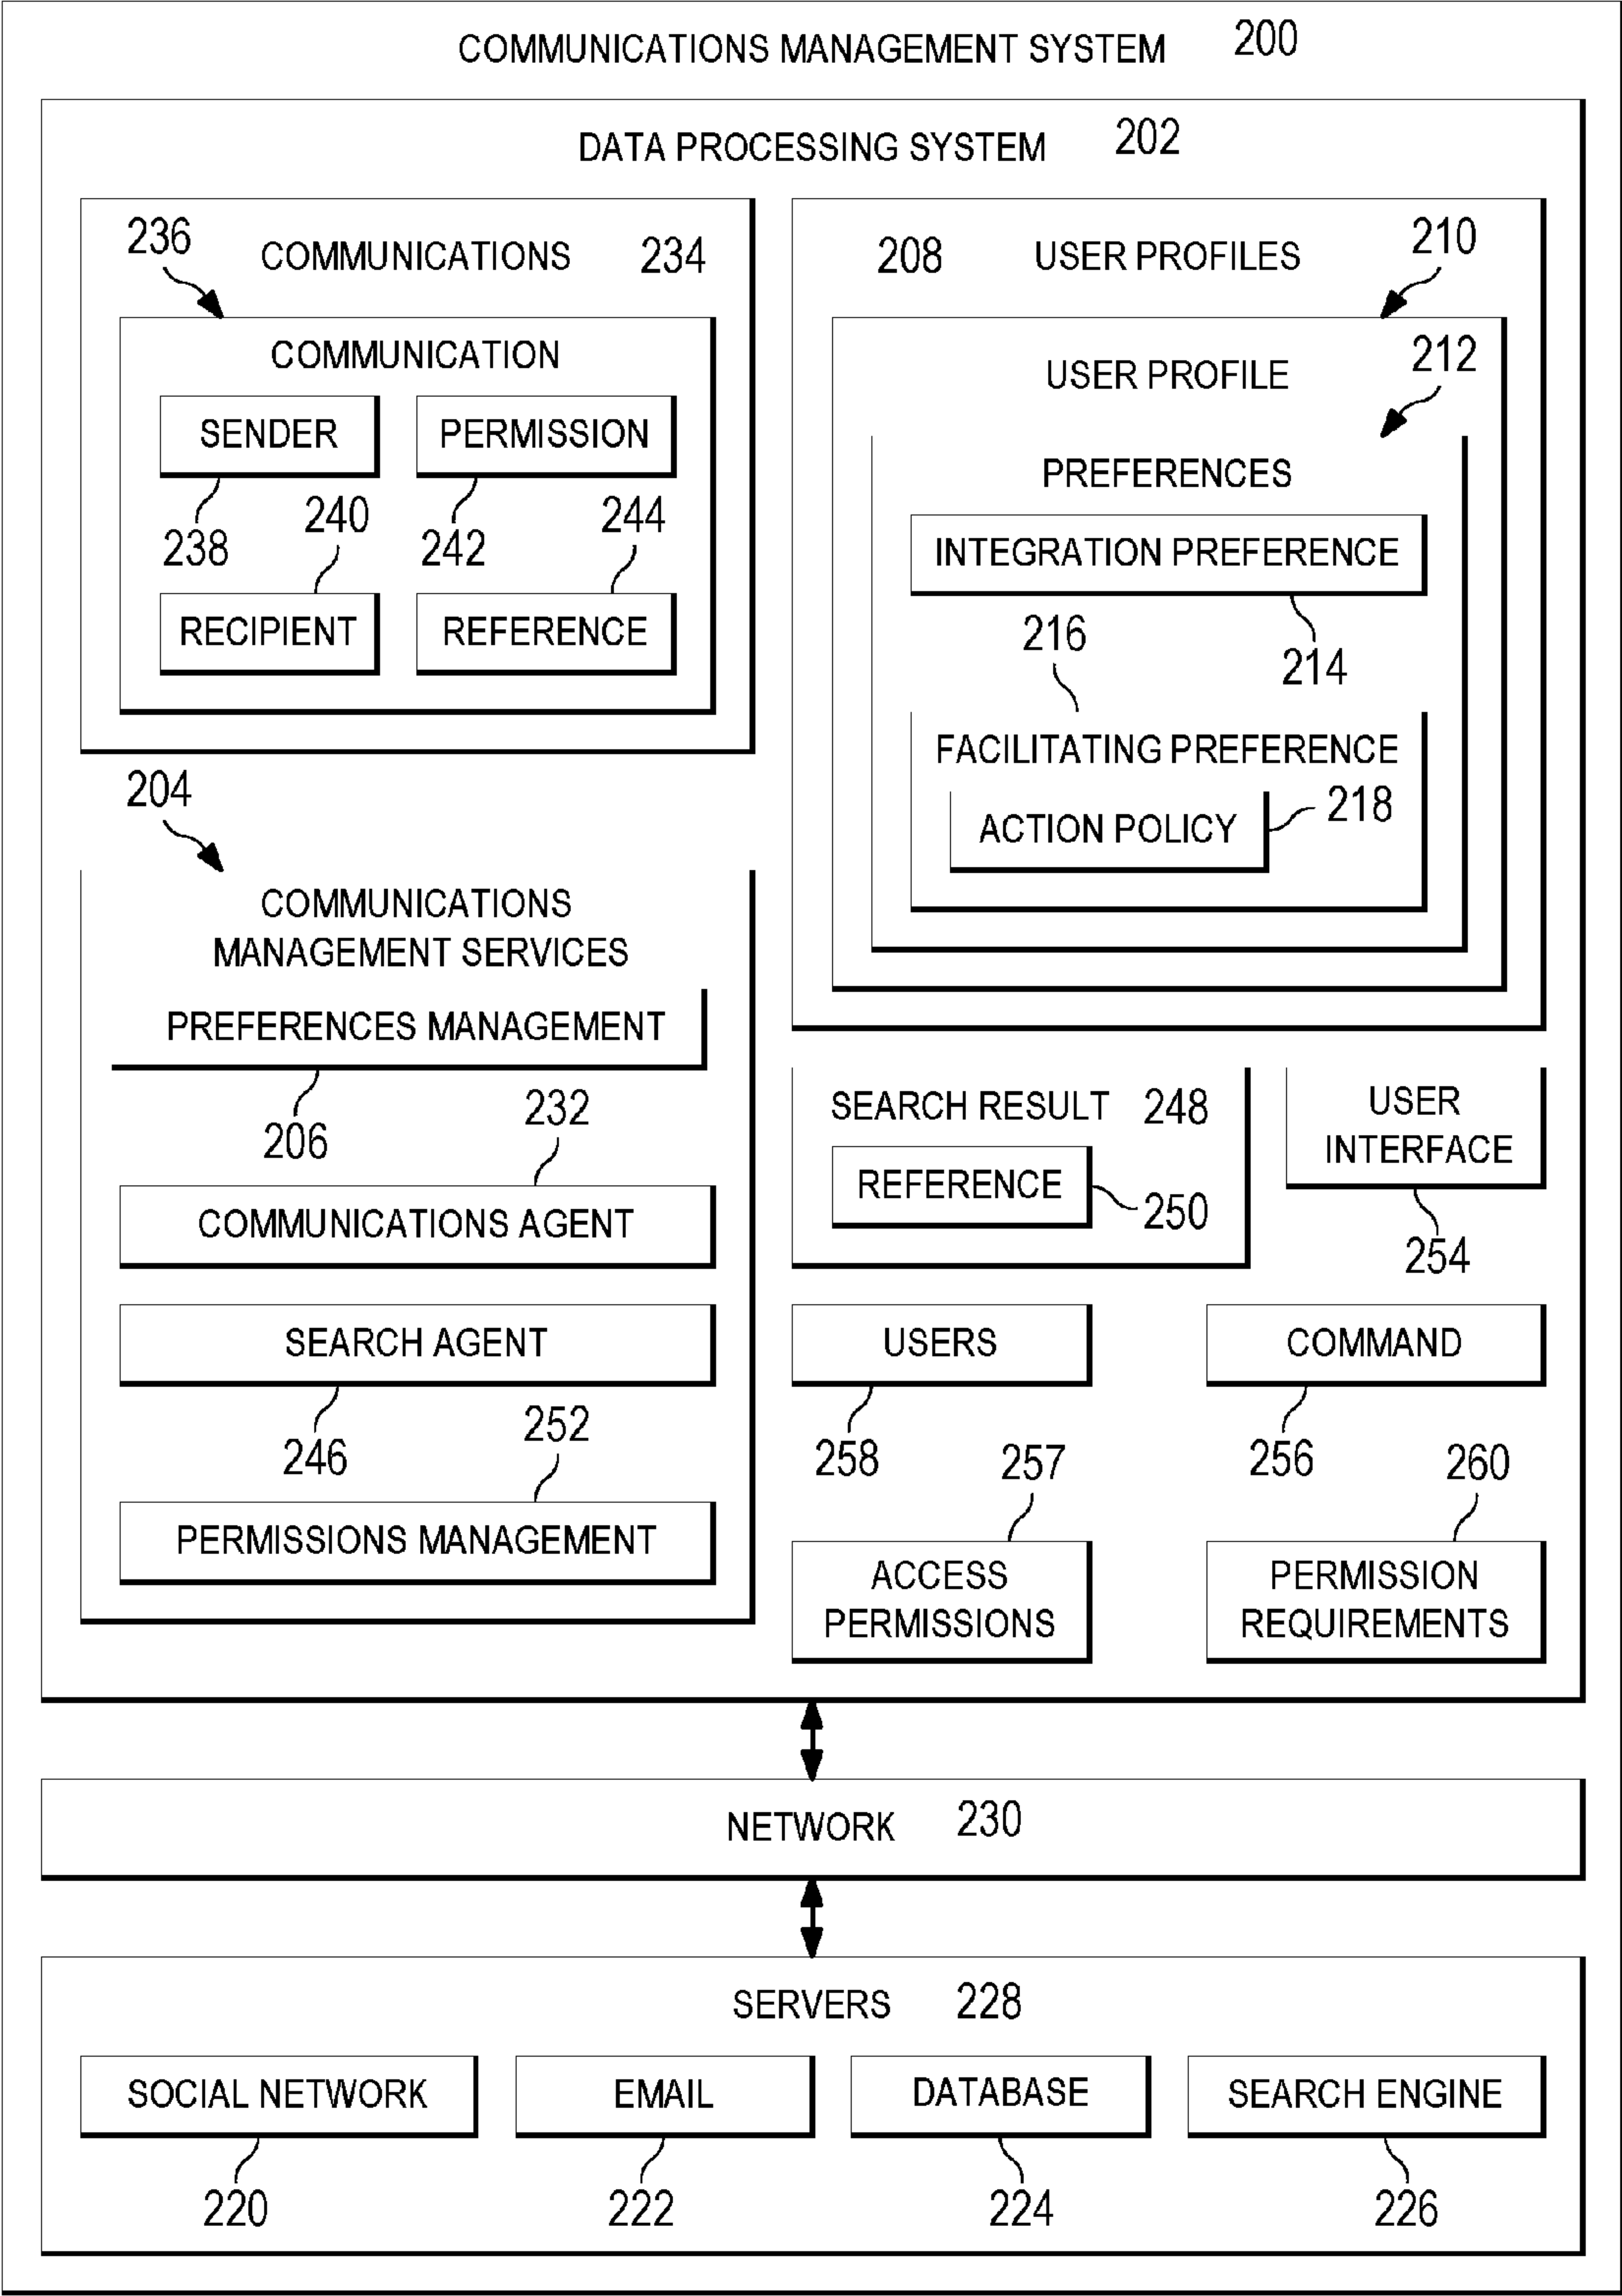 COMMUNICATIONS MANAGEMENT SYSTEM 200
DATA PROCESSING SYSTEM 202
236
COMMUNICATIONS 234
COMMUNICATION
SENDER
PERMISSION
238
240
242
244
RECIPIENT
REFERENCE
208 USER PROFILES 210
USER PROFILE
212
PREFERENCES
INTEGRATION PREFERENCE
216
214
FACILITATING PREFERENCE
ACTION POLICY
218
204
COMMUNICATIONS
MANAGEMENT SERVICES
PREFERENCES MANAGEMENT
206
232
COMMUNICATIONS AGENT
SEARCH AGENT
246
252
PERMISSIONS MANAGEMENT
SEARCH RESULT 248
REFERENCE
250
USER
INTERFACE
254
USERS
258
COMMAND
256
257
ACCESS
PERMISSIONS
260
PERMISSION
REQUIREMENTS
NETWORK 230
SERVERS 228
SOCIAL NETWORK
EMAIL
DATABASE
SEARCH ENGINE
220
222
224
226